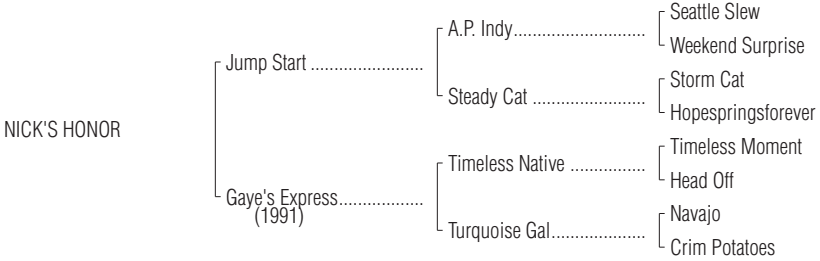 Seattle Slew
A.P. Indy............................
Weekend Surprise
Jump Start ........................
Storm Cat
Steady Cat ........................
Hopespringsforever
NICK'S HONOR
Timeless Moment
Timeless Native ................
Head Off
Gaye's Express..................
(1991)
Navajo
Turquoise Gal....................
Crim Potatoes